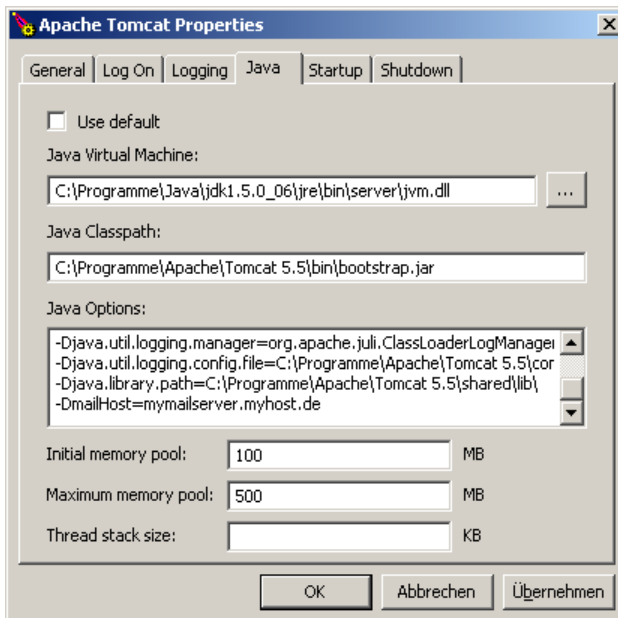 Apache Tomcat Properties
General Log On Logging Java Startup Shutdown
Use default
Java Virtual Machine:
C:\Programme\Java\jdk1.5.0_06\jre\bin\server\jvm.dll ...
Java Classpath:
C:\Programme\Apache\Tomcat 5.5\bin\bootstrap.jar
Java Options:
-Djava.util.logging.manager=org.apache.juli.ClassLoaderLogManager
-Djava.util.logging.config.file=C:\Programme\Apache\Tomcat 5.5\cor
-Djava.library.path=C:\Programme\Apache\Tomcat 5.5\shared\lib\
-DmailHost=mymailserver.myhost.de
Initial memory pool: 100 MB
Maximum memory pool: 500 MB
Thread stack size: KB
OK Abbrechen Übernehmen